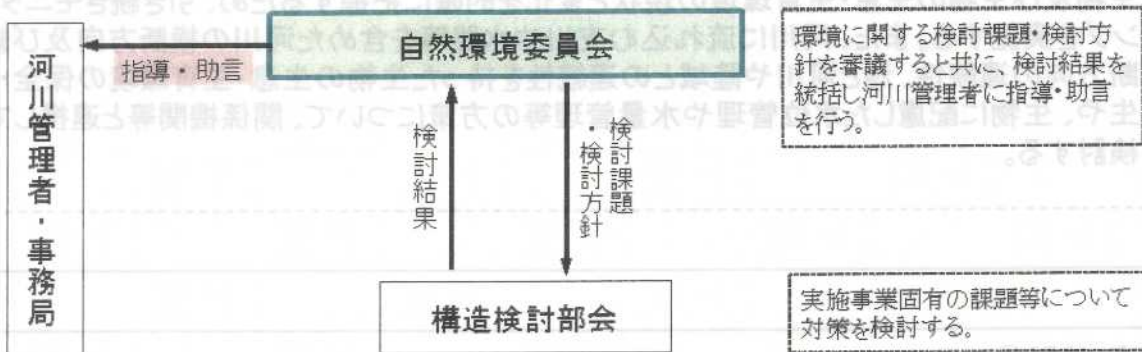 自然環境委員会
環境に関する検討課題・検討方
針を審議すると共に、検討結果を
統括し河川管理者に指導・助言
を行う。
指導・助言
河川管理者・事務局
検討結果
検討課題
・検討方針
構造検討部会
実施事業固有の課題等について
対策を検討する。